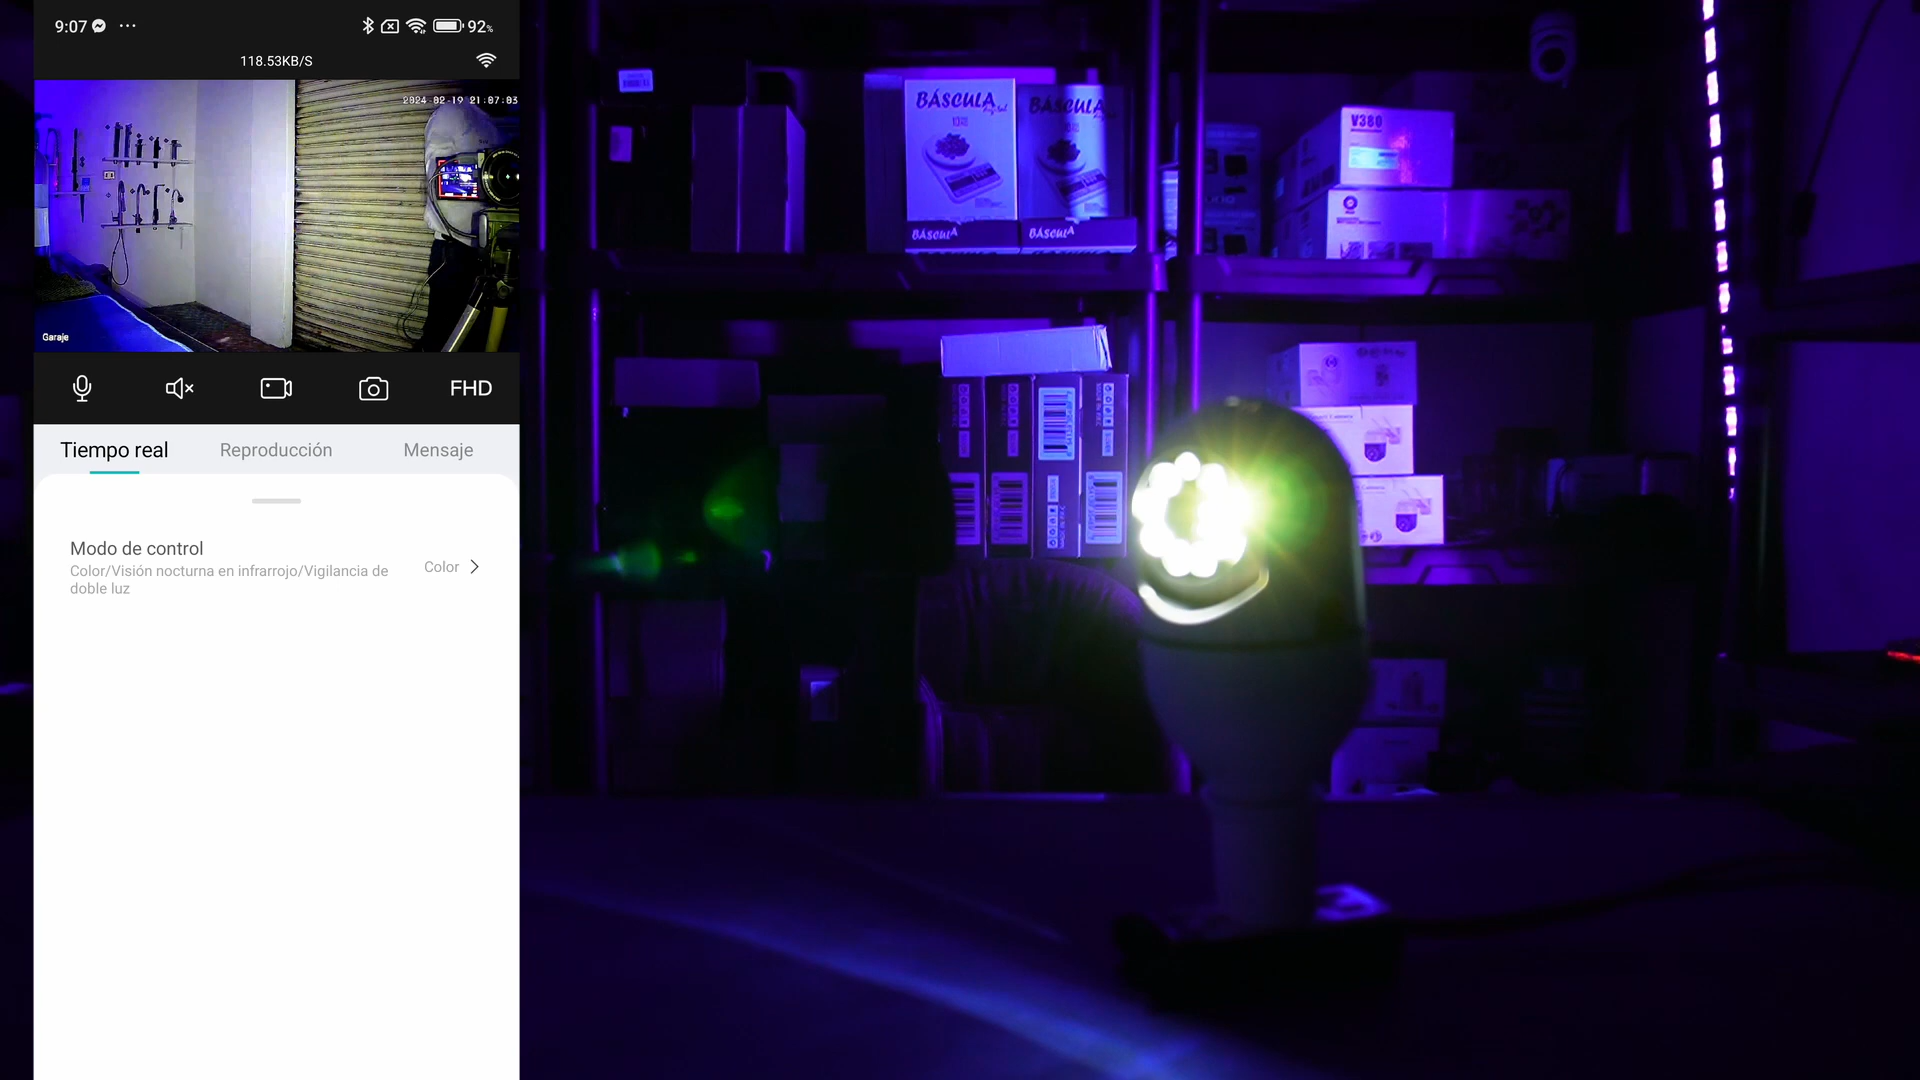 9:07
92%
118.53KB/S
2024-02-19 21:07:03
Garaje
FHD
Tiempo real
Reproducción
Mensaje
Modo de control
Color/Visión nocturna en infrarrojo/Vigilancia de
doble luz
Color
BÁSCULA
BÁSCULA
BÁSCULA
BÁSCULA
V380